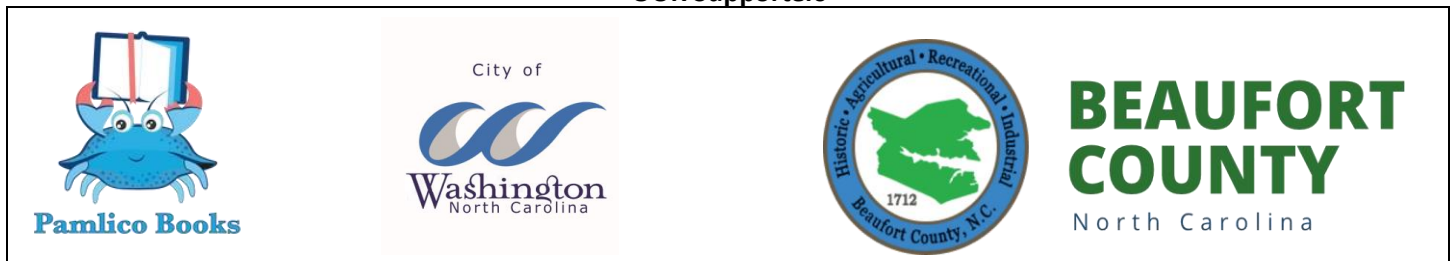 Pamlico Books
City of
Washington
North Carolina
Historic • Agricultural • Recreational • Industrial
1712
Beaufort County, N.C.
BEAUFORT
COUNTY
North Carolina